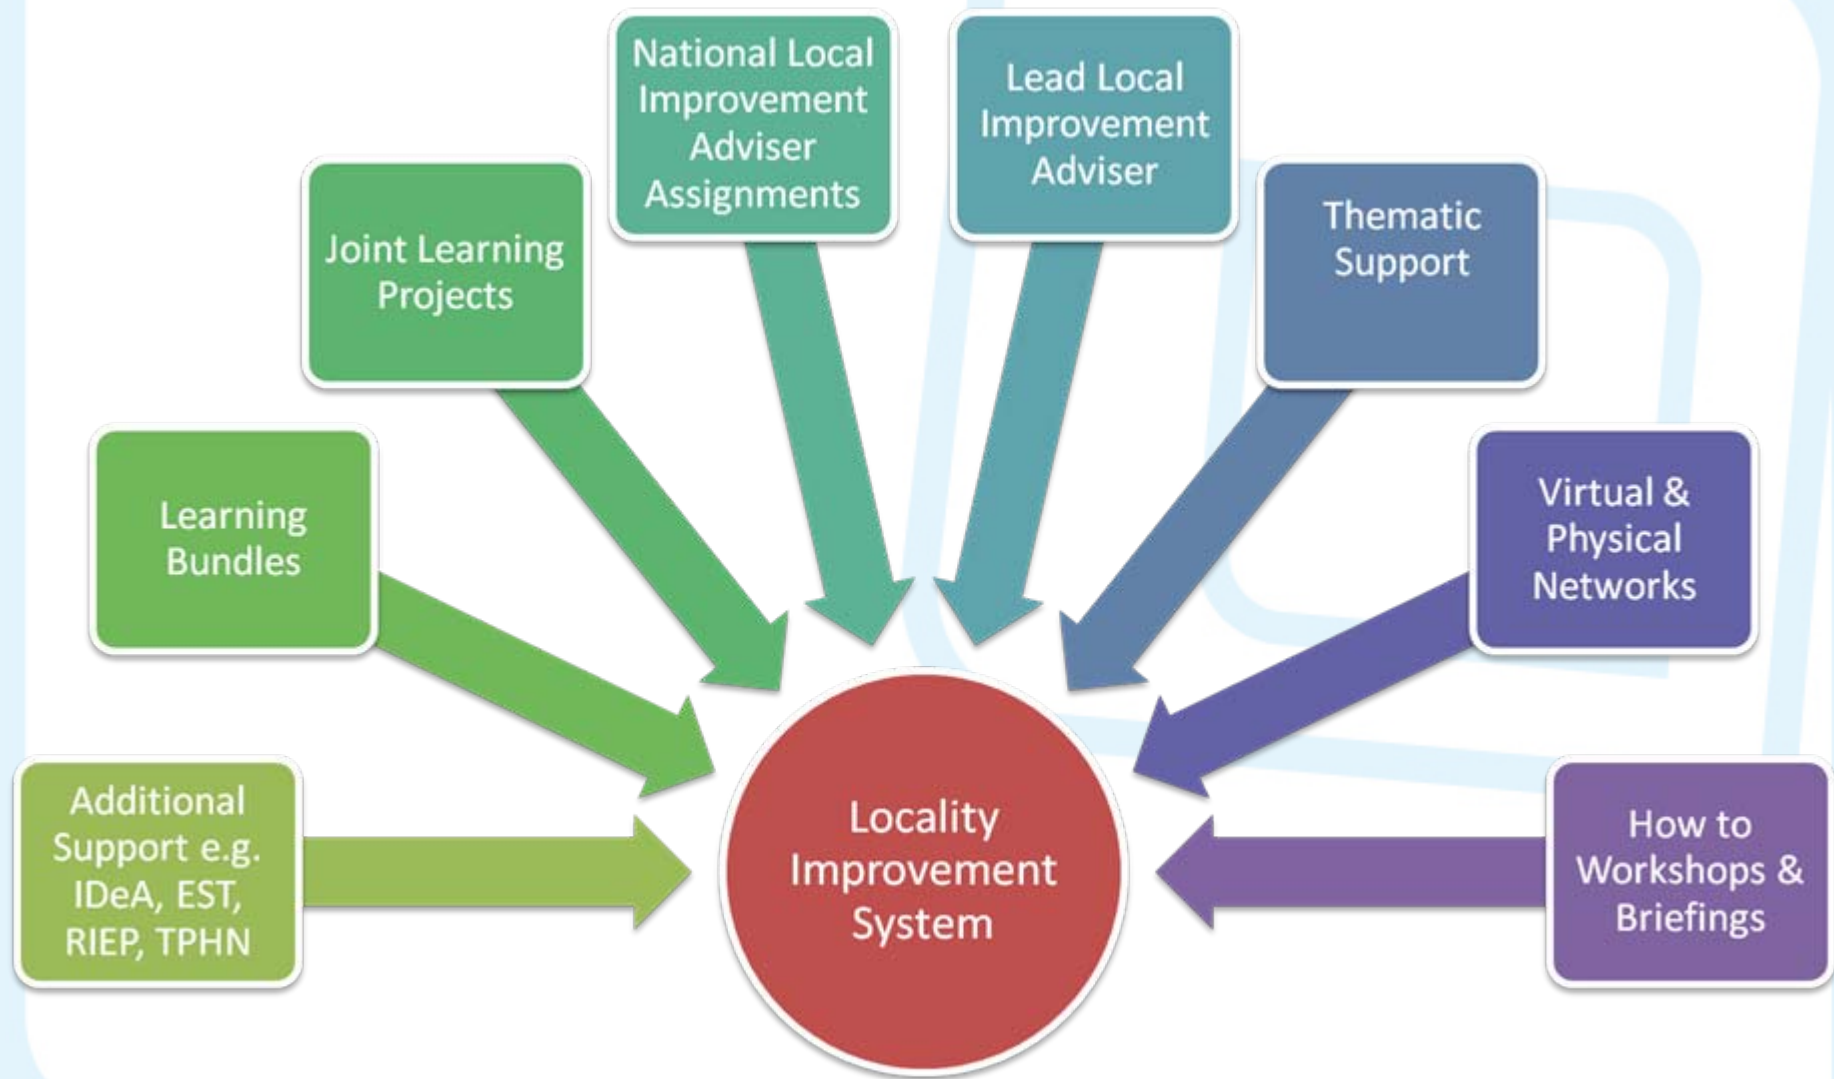 National Local
Improvement
Adviser
Assignments
Lead Local
Improvement
Adviser
Joint Learning
Projects
Thematic
Support
Learning
Bundles
Virtual &
Physical
Networks
Additional
Support e.g.
IDeA, EST,
RIEP, TPHN
Locality
Improvement
System
How to
Workshops &
Briefings